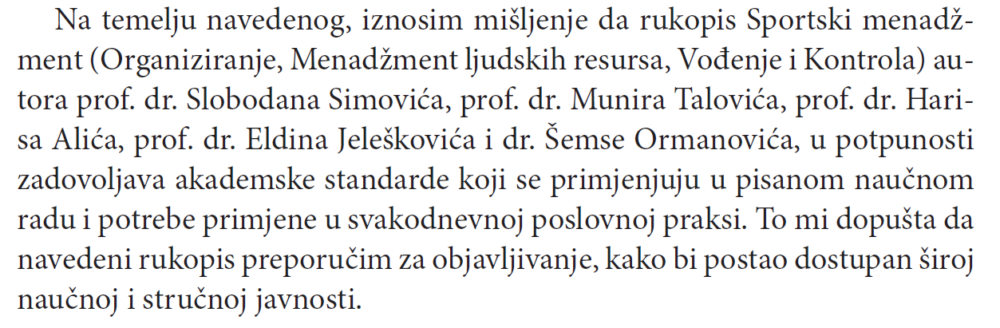 Na temelju navedenog, iznosim mišljenje da rukopis Sportski menadž-
ment (Organiziranje, Menadžment ljudskih resursa, Vođenje i Kontrola) au-
tora prof. dr. Slobodana Simovića, prof. dr. Munira Talovića, prof. dr. Hari-
sa Alića, prof. dr. Eldina Jeleškovića i dr. Šemse Ormanovića, u potpunosti
zadovoljava akademske standarde koji se primjenjuju u pisanom naučnom
radu i potrebe primjene u svakodnevnoj poslovnoj praksi. To mi dopušta da
navedeni rukopis preporučim za objavljivanje, kako bi postao dostupan široj
naučnoj i stručnoj javnosti.